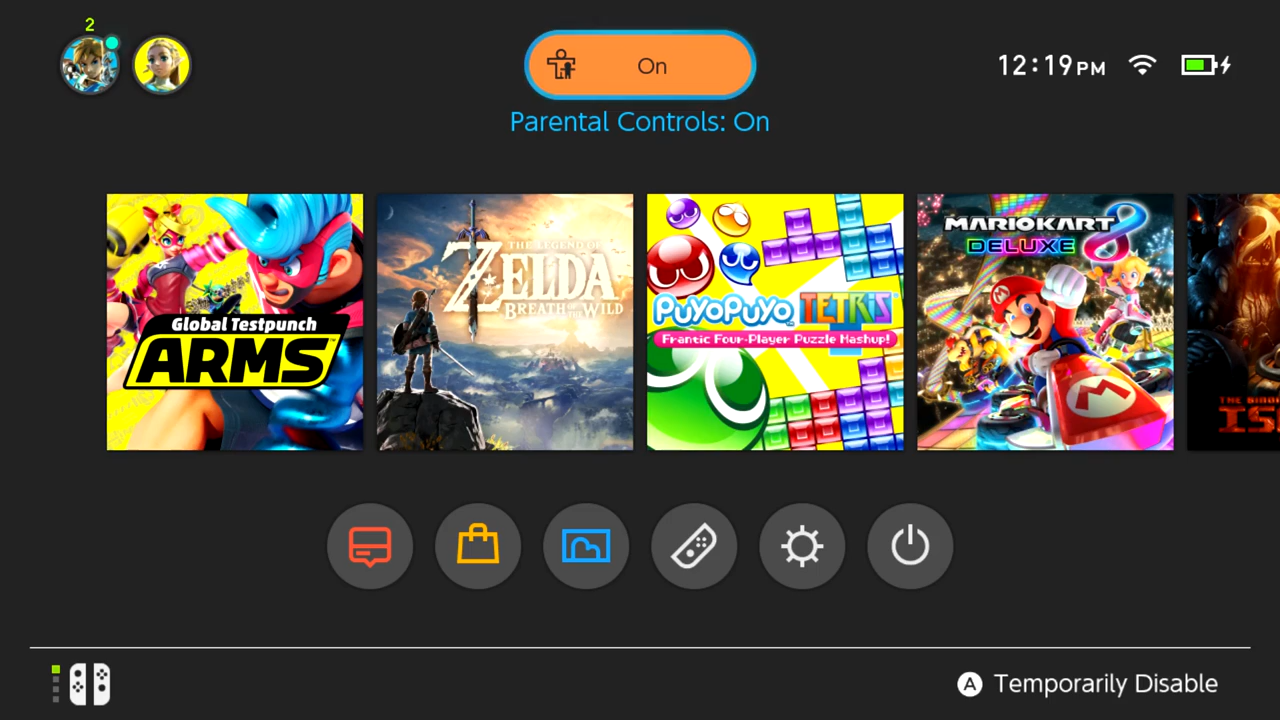 2
On
12:19 PM
Parental Controls: On
Global Testpunch
ARMS
THE LEGEND OF
ZELDA
BREATH OF THE WILD
PUYOPUYO TETRIS
Frantic Four-Player Puzzle Mashup!
MARIOKART 8
DELUXE
M
M
THE
A Temporarily Disable